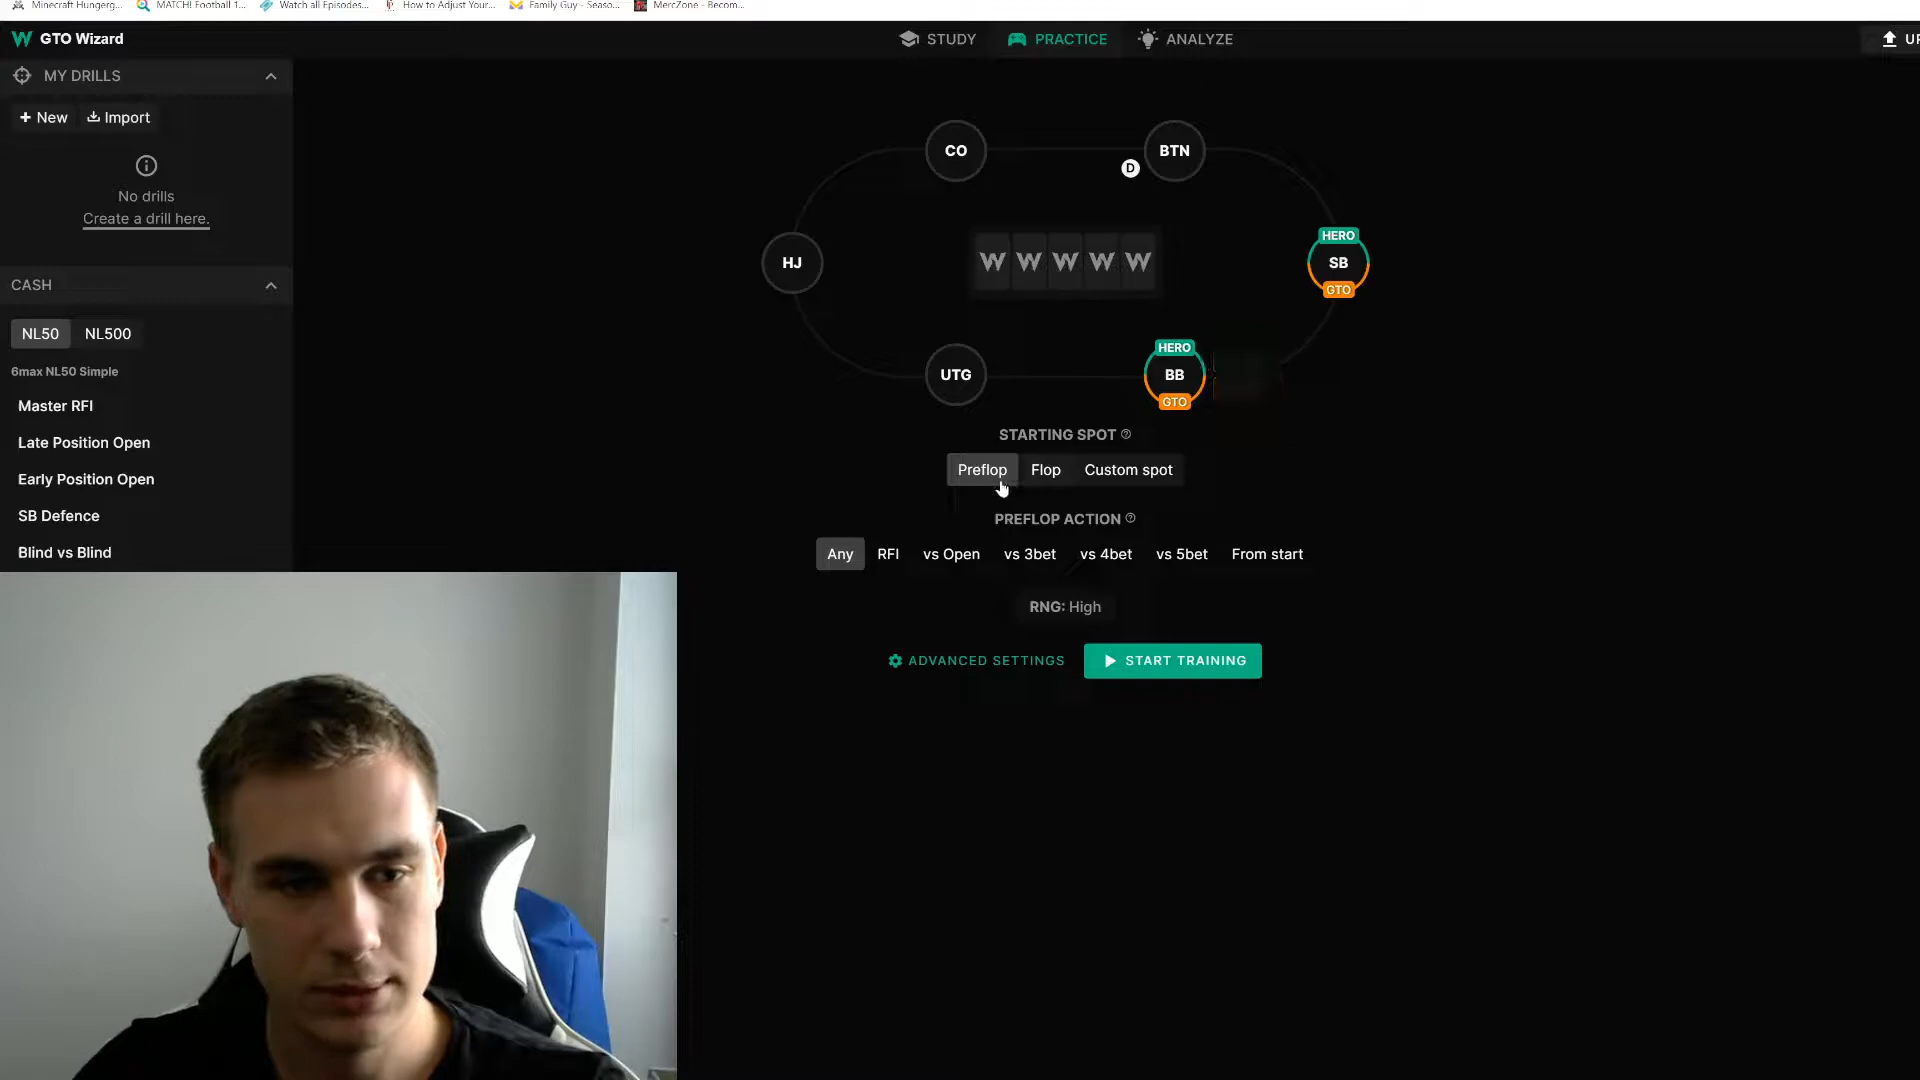 Minecraft Hungerg... MATCH! Football 1... Watch all Episodes... How to Adjust Your... Family Guy - Seaso... MercZone - Becom...
W GTO Wizard
STUDY PRACTICE ANALYZE
UP
MY DRILLS
+ New Import
No drills
Create a drill here.
CASH
NL50 NL500
6max NL50 Simple
Master RFI
Late Position Open
Early Position Open
SB Defence
Blind vs Blind
CO
BTN
D
HJ
W W W W W
HERO
SB
GTO
UTG
HERO
BB
GTO
STARTING SPOT
Preflop Flop Custom spot
PREFLOP ACTION
Any RFI vs Open vs 3bet vs 4bet vs 5bet From start
RNG: High
ADVANCED SETTINGS START TRAINING